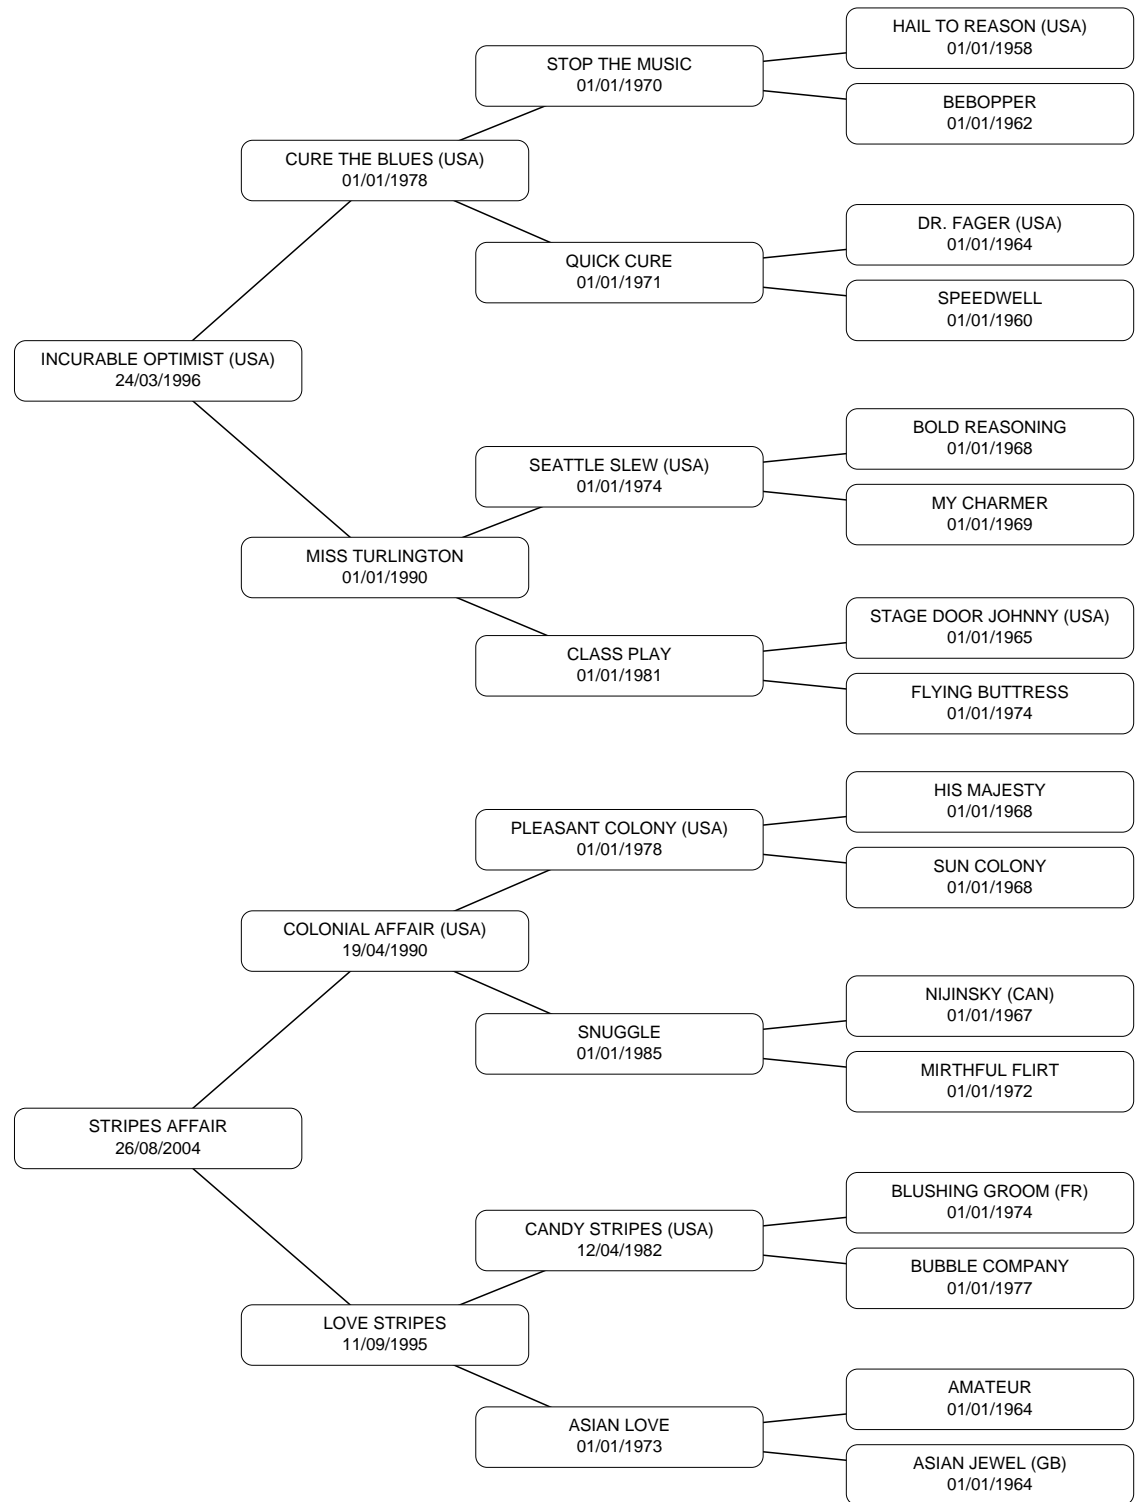 HAIL TO REASON (USA)
01/01/1958
STOP THE MUSIC
01/01/1970
BEBOPPER
01/01/1962
CURE THE BLUES (USA)
01/01/1978
DR. FAGER (USA)
01/01/1964
QUICK CURE
01/01/1971
SPEEDWELL
01/01/1960
INCURABLE OPTIMIST (USA)
24/03/1996
BOLD REASONING
01/01/1968
SEATTLE SLEW (USA)
01/01/1974
MY CHARMER
01/01/1969
MISS TURLINGTON
01/01/1990
STAGE DOOR JOHNNY (USA)
01/01/1965
CLASS PLAY
01/01/1981
FLYING BUTTRESS
01/01/1974
HIS MAJESTY
01/01/1968
PLEASANT COLONY (USA)
01/01/1978
SUN COLONY
01/01/1968
COLONIAL AFFAIR (USA)
19/04/1990
NIJINSKY (CAN)
01/01/1967
SNUGGLE
01/01/1985
MIRTHFUL FLIRT
01/01/1972
STRIPES AFFAIR
26/08/2004
BLUSHING GROOM (FR)
01/01/1974
CANDY STRIPES (USA)
12/04/1982
BUBBLE COMPANY
01/01/1977
LOVE STRIPES
11/09/1995
AMATEUR
01/01/1964
ASIAN LOVE
01/01/1973
ASIAN JEWEL (GB)
01/01/1964